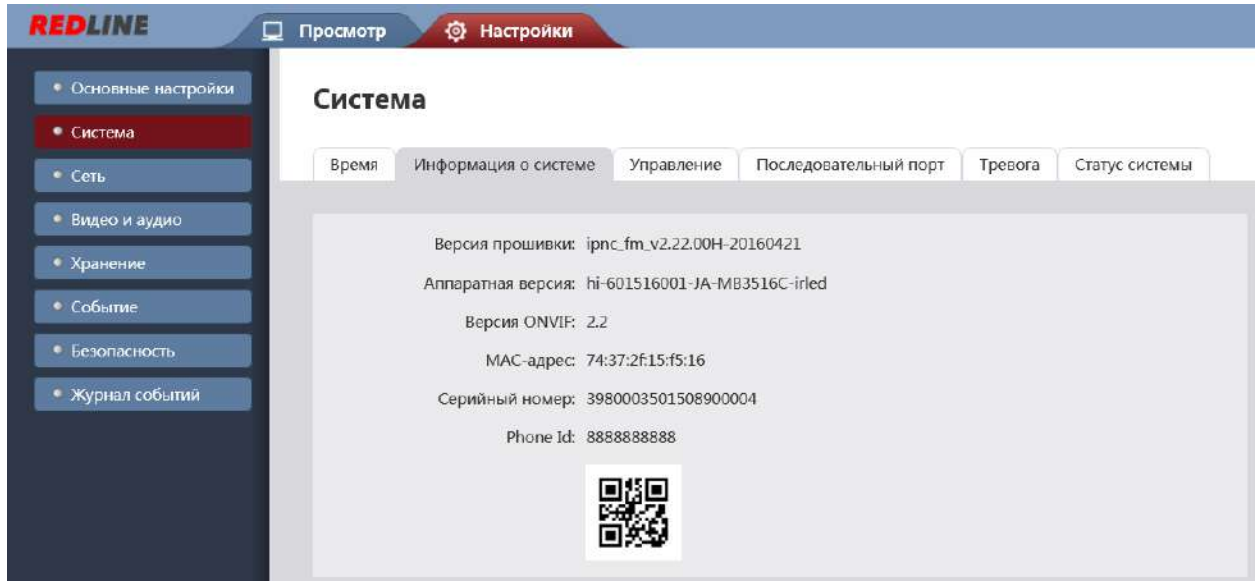 REDLINE
Просмотр
Настройки
Основные настройки
Система
Сеть
Видео и аудио
Хранение
Событие
Безопасность
Журнал событий
Система
Время
Информация о системе
Управление
Последовательный порт
Тревога
Статус системы
Версия прошивки: ipnc_fm_v2.22.00H-20160421
Аппаратная версия: hi-601516001-JA-MB3516C-irled
Версия ONVIF: 2.2
MAC-адрес: 74:37:2f:15:f5:16
Серийный номер: 3980003501508900004
Phone Id: 8888888888